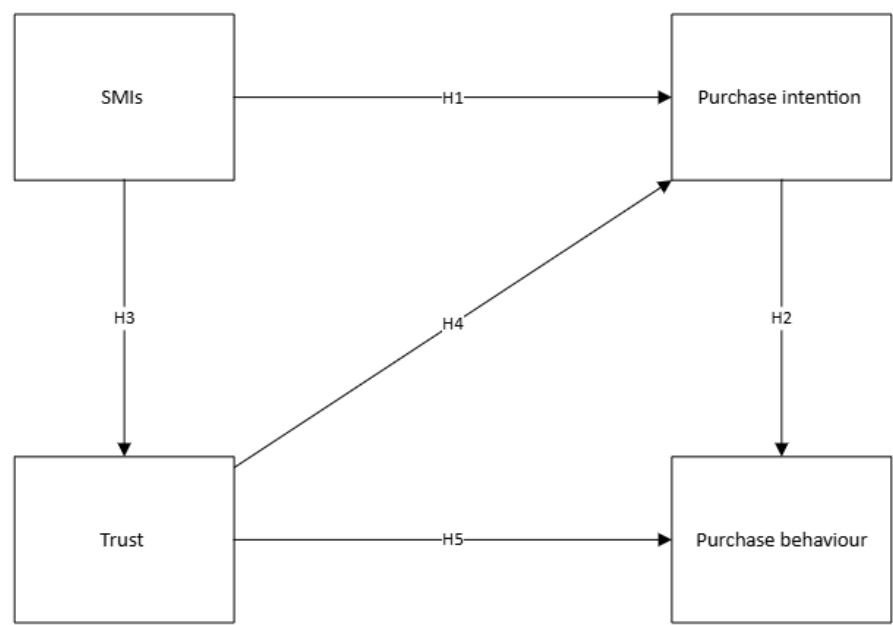 SMIs
H1
Purchase intention
H3
H4
H2
Trust
H5
Purchase behaviour